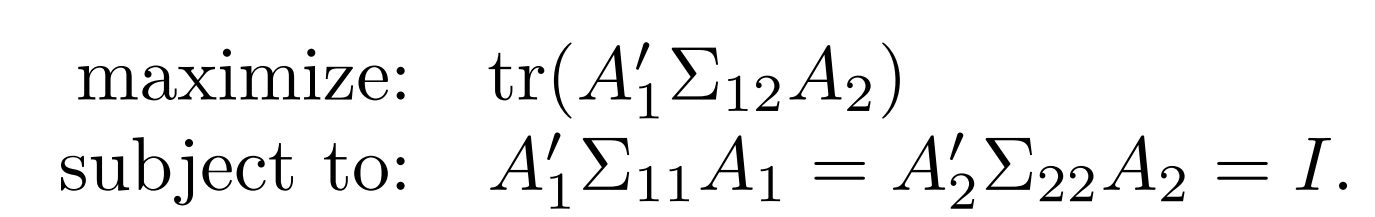 maximize: tr(A′₁Σ₁₂A₂)
subject to: A′₁Σ₁₁A₁ = A′₂Σ₂₂A₂ = I.